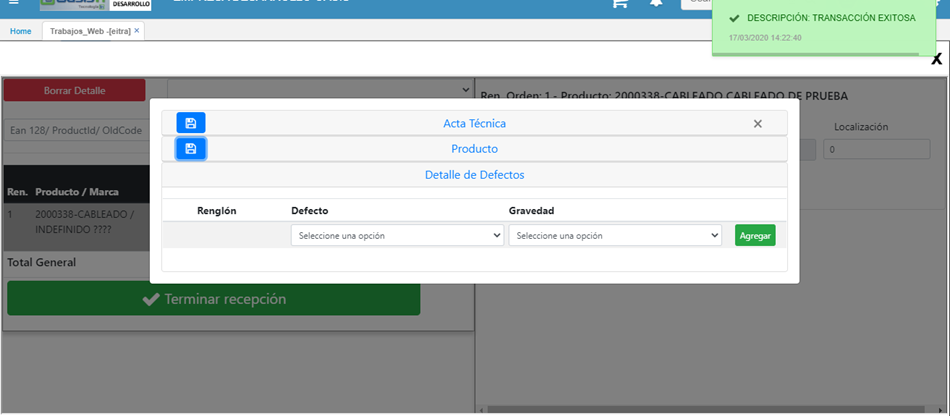 DESARROLLO
DESCRIPCIÓN: TRANSACCIÓN EXITOSA
17/03/2020 14:22:40
Home
Trabajos_Web -[eitra] ×
X
Borrar Detalle
Ren. Orden: 1 - Producto: 2000338-CABLEADO CABLEADO DE PRUEBA
Ean 128/ ProductId/ OldCode
Localización
0
Acta Técnica
×
Producto
Detalle de Defectos
Ren. Producto / Marca
1 2000338-CABLEADO /
INDEFINIDO ????
Renglón Defecto Gravedad
Seleccione una opción Seleccione una opción Agregar
Total General
Terminar recepción